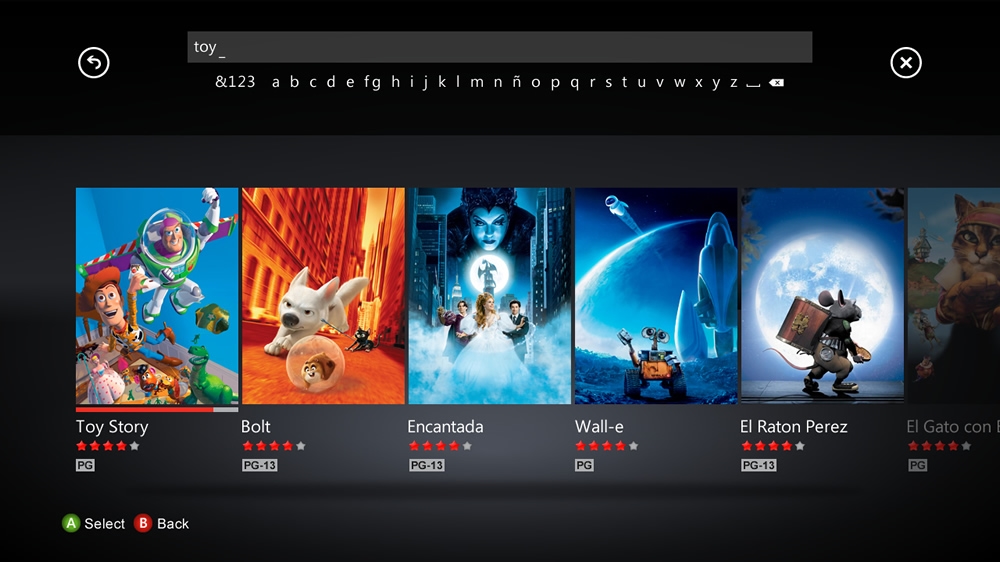 toy_
&123 a b c d e f g h i j k l m n ñ o p q r s t u v w x y z
Toy Story Bolt Encantada Wall-e El Raton Perez El Gato con
PG PG-13 PG-13 PG PG-13 PG
A Select B Back